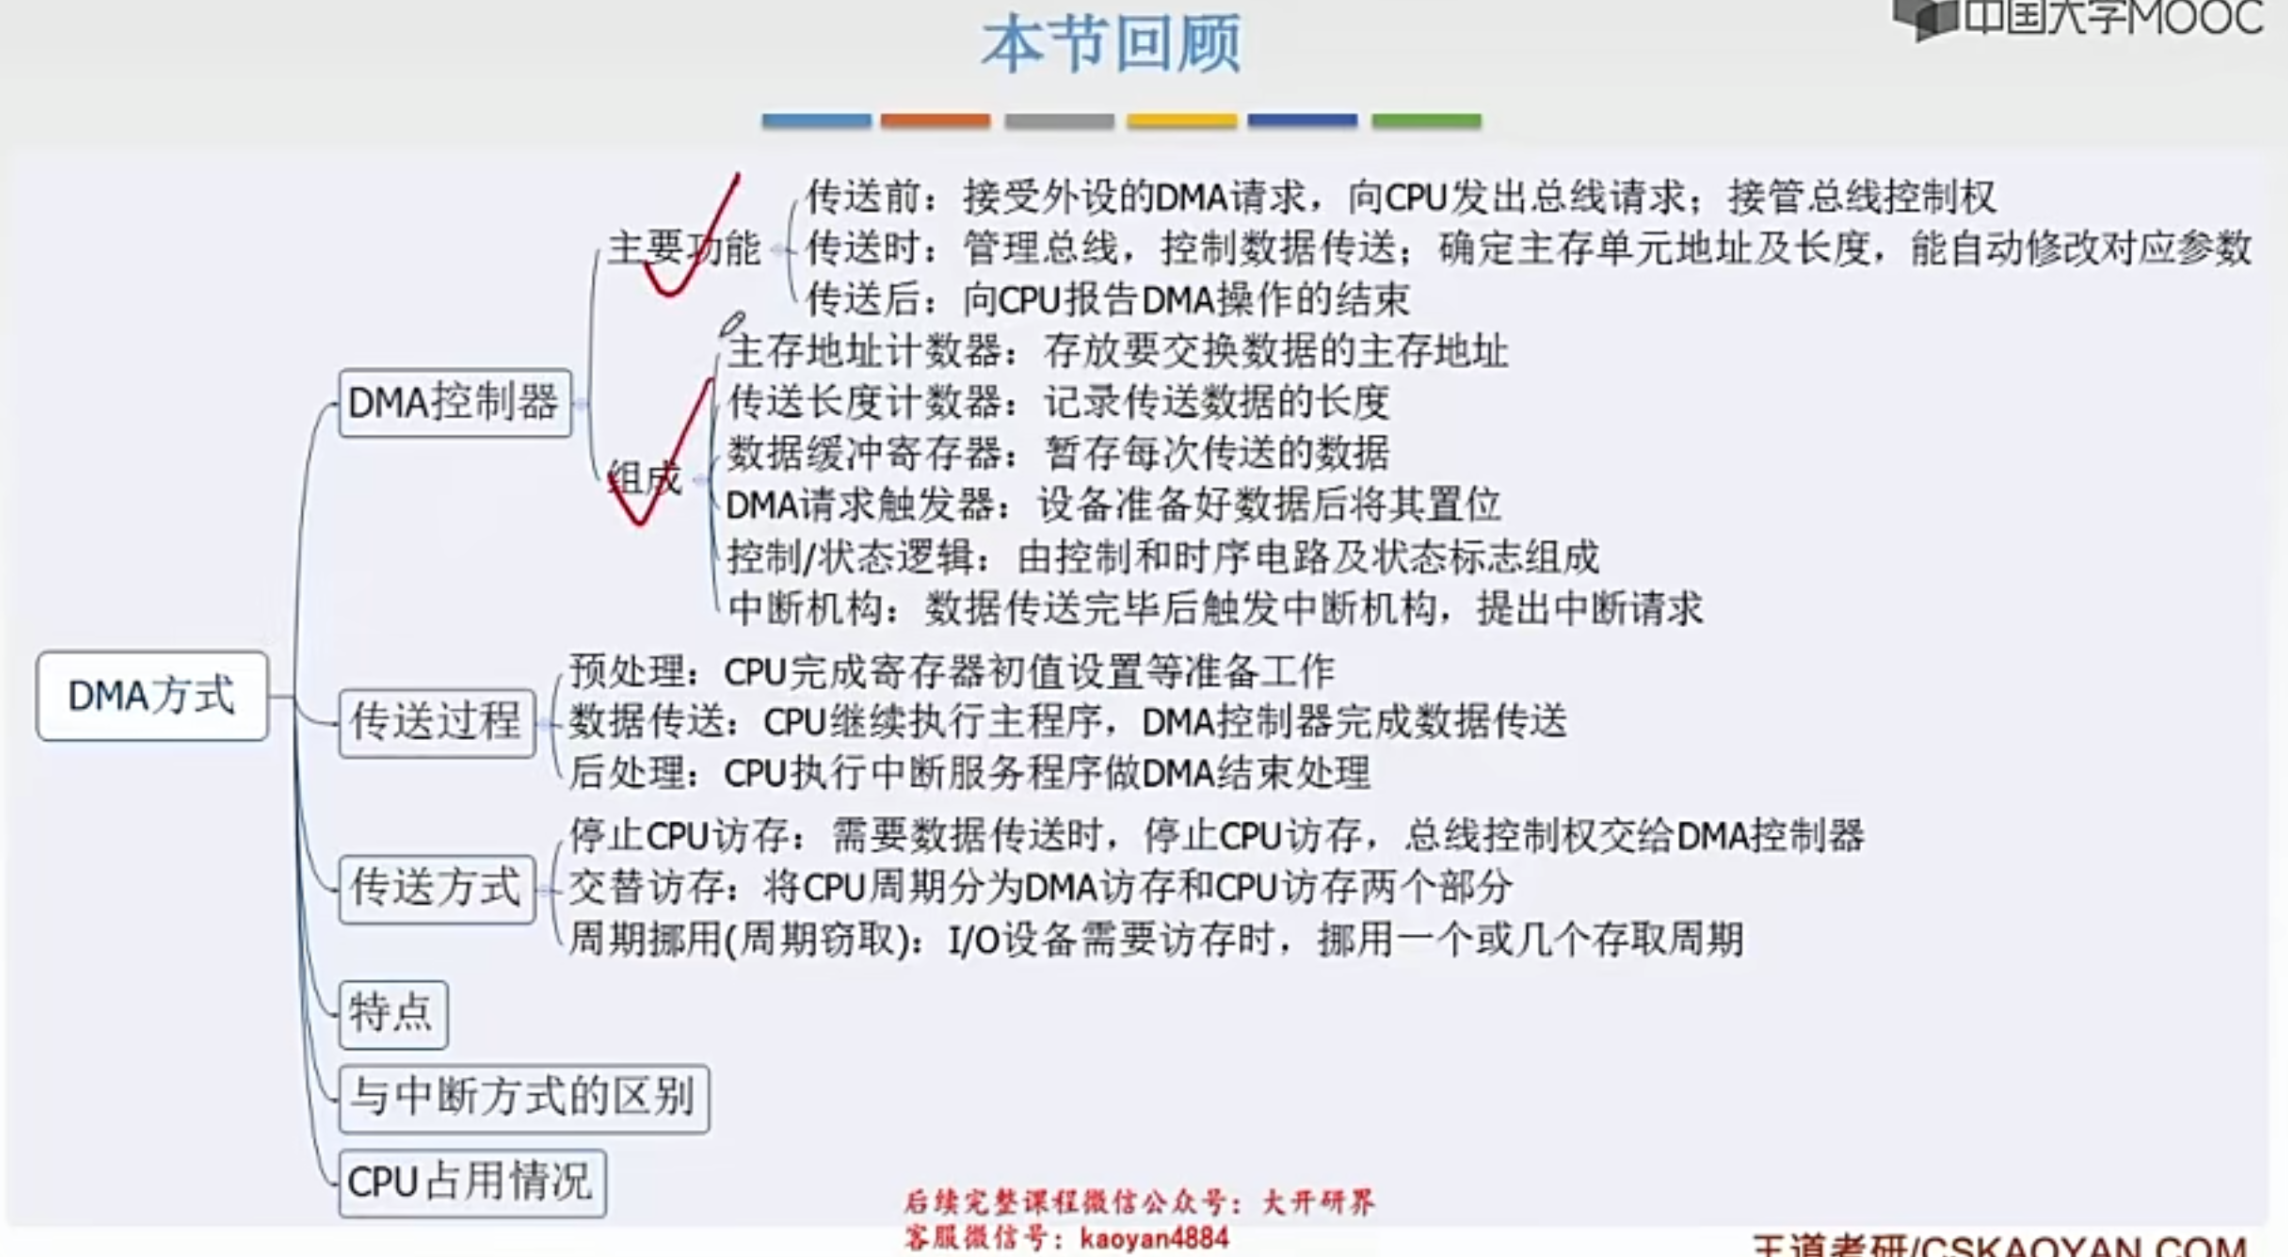 中国大学MOOC
本节回顾
传送前：接受外设的DMA请求，向CPU发出总线请求；接管总线控制权
主要功能
传送时：管理总线，控制数据传送；确定主存单元地址及长度，能自动修改对应参数
传送后：向CPU报告DMA操作的结束
主存地址计数器：存放要交换数据的主存地址
DMA控制器
传送长度计数器：记录传送数据的长度
数据缓冲寄存器：暂存每次传送的数据
组成
DMA请求触发器：设备准备好数据后将其置位
控制/状态逻辑：由控制和时序电路及状态标志组成
中断机构：数据传送完毕后触发中断机构，提出中断请求
DMA方式
预处理：CPU完成寄存器初值设置等准备工作
传送过程
数据传送：CPU继续执行主程序，DMA控制器完成数据传送
后处理：CPU执行中断服务程序做DMA结束处理
停止CPU访存：需要数据传送时，停止CPU访存，总线控制权交给DMA控制器
传送方式
交替访存：将CPU周期分为DMA访存和CPU访存两个部分
周期挪用(周期窃取)：I/O设备需要访存时，挪用一个或几个存取周期
特点
与中断方式的区别
CPU占用情况
后续完整课程微信公众号：大开研界
客服微信号：kaoyan4884
王道考研/CSKAOYAN.COM